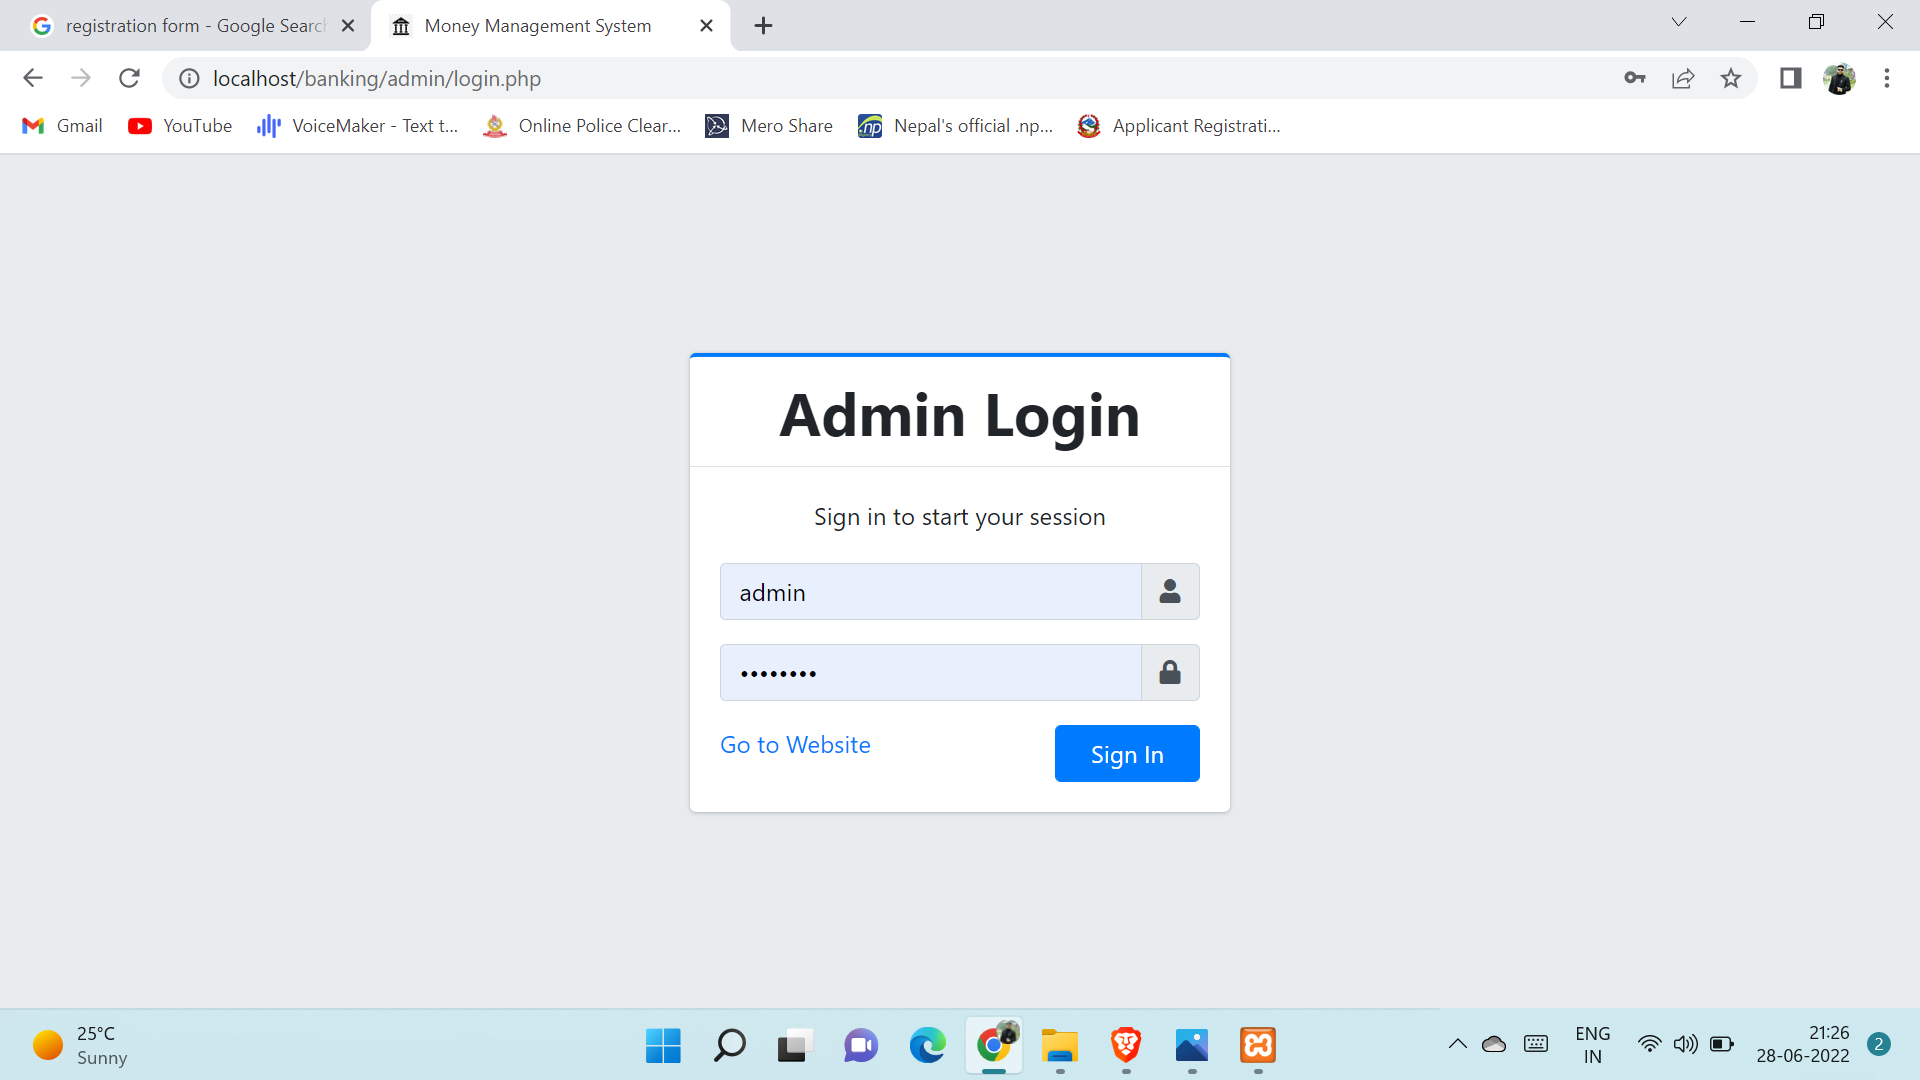 registration form - Google Search
Money Management System
localhost/banking/admin/login.php
Gmail
YouTube
VoiceMaker - Text t...
Online Police Clear...
Mero Share
.np
Nepal's official .np...
Applicant Registrati...
Admin Login
Sign in to start your session
admin
••••••••
Go to Website
Sign In
25°C
Sunny
ENG
IN
21:26
28-06-2022
2